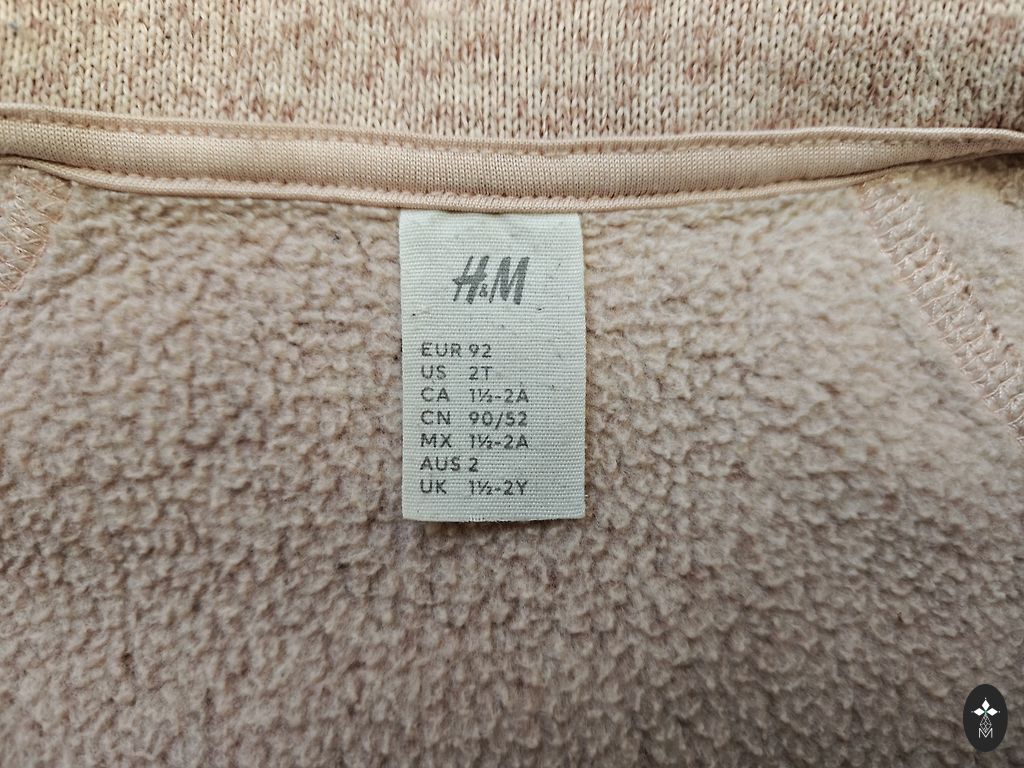 H&M
EUR 92
US 2T
CA 1½-2A
CN 90/52
MX 1½-2A
AUS 2
UK 1½-2Y
M